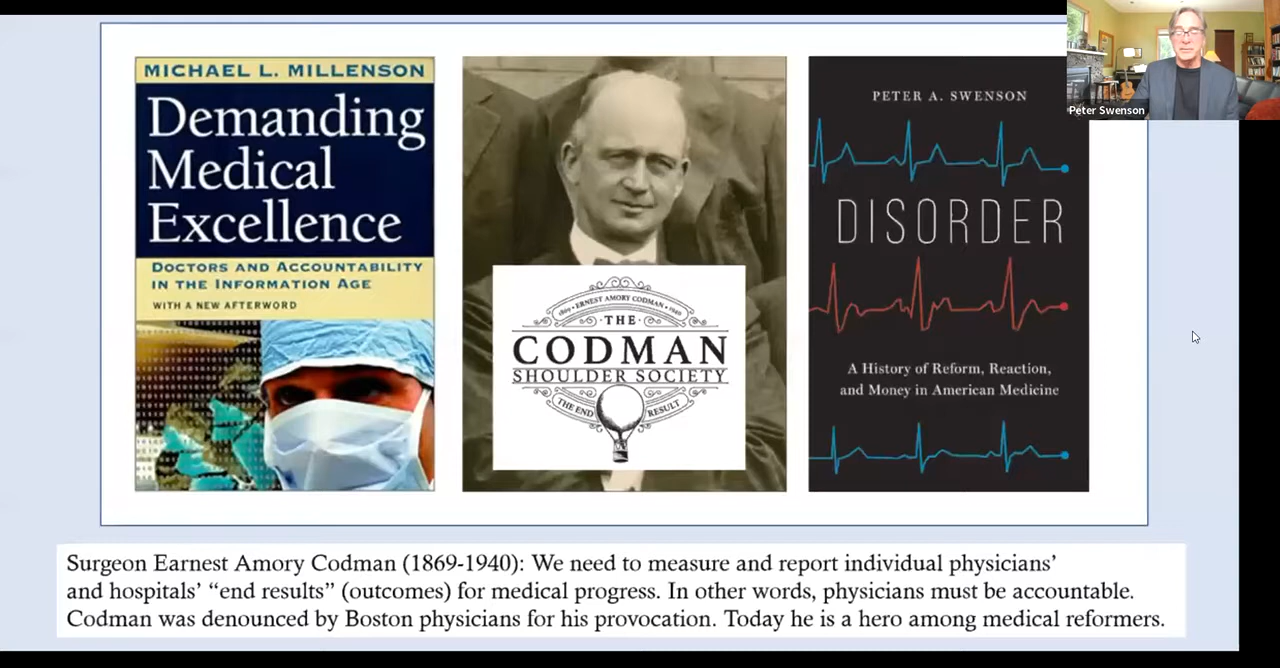 MICHAEL L. MILLENSON
Demanding
Medical
Excellence
DOCTORS AND ACCOUNTABILITY
IN THE INFORMATION AGE
WITH A NEW AFTERWORD
1869 • ERNEST AMORY CODMAN • 1940
·THE·
CODMAN
SHOULDER SOCIETY
THE END RESULT
PETER A. SWENSON
DISORDER
A History of Reform, Reaction,
and Money in American Medicine
Peter Swenson
Surgeon Earnest Amory Codman (1869-1940): We need to measure and report individual physicians’
and hospitals’ “end results” (outcomes) for medical progress. In other words, physicians must be accountable.
Codman was denounced by Boston physicians for his provocation. Today he is a hero among medical reformers.